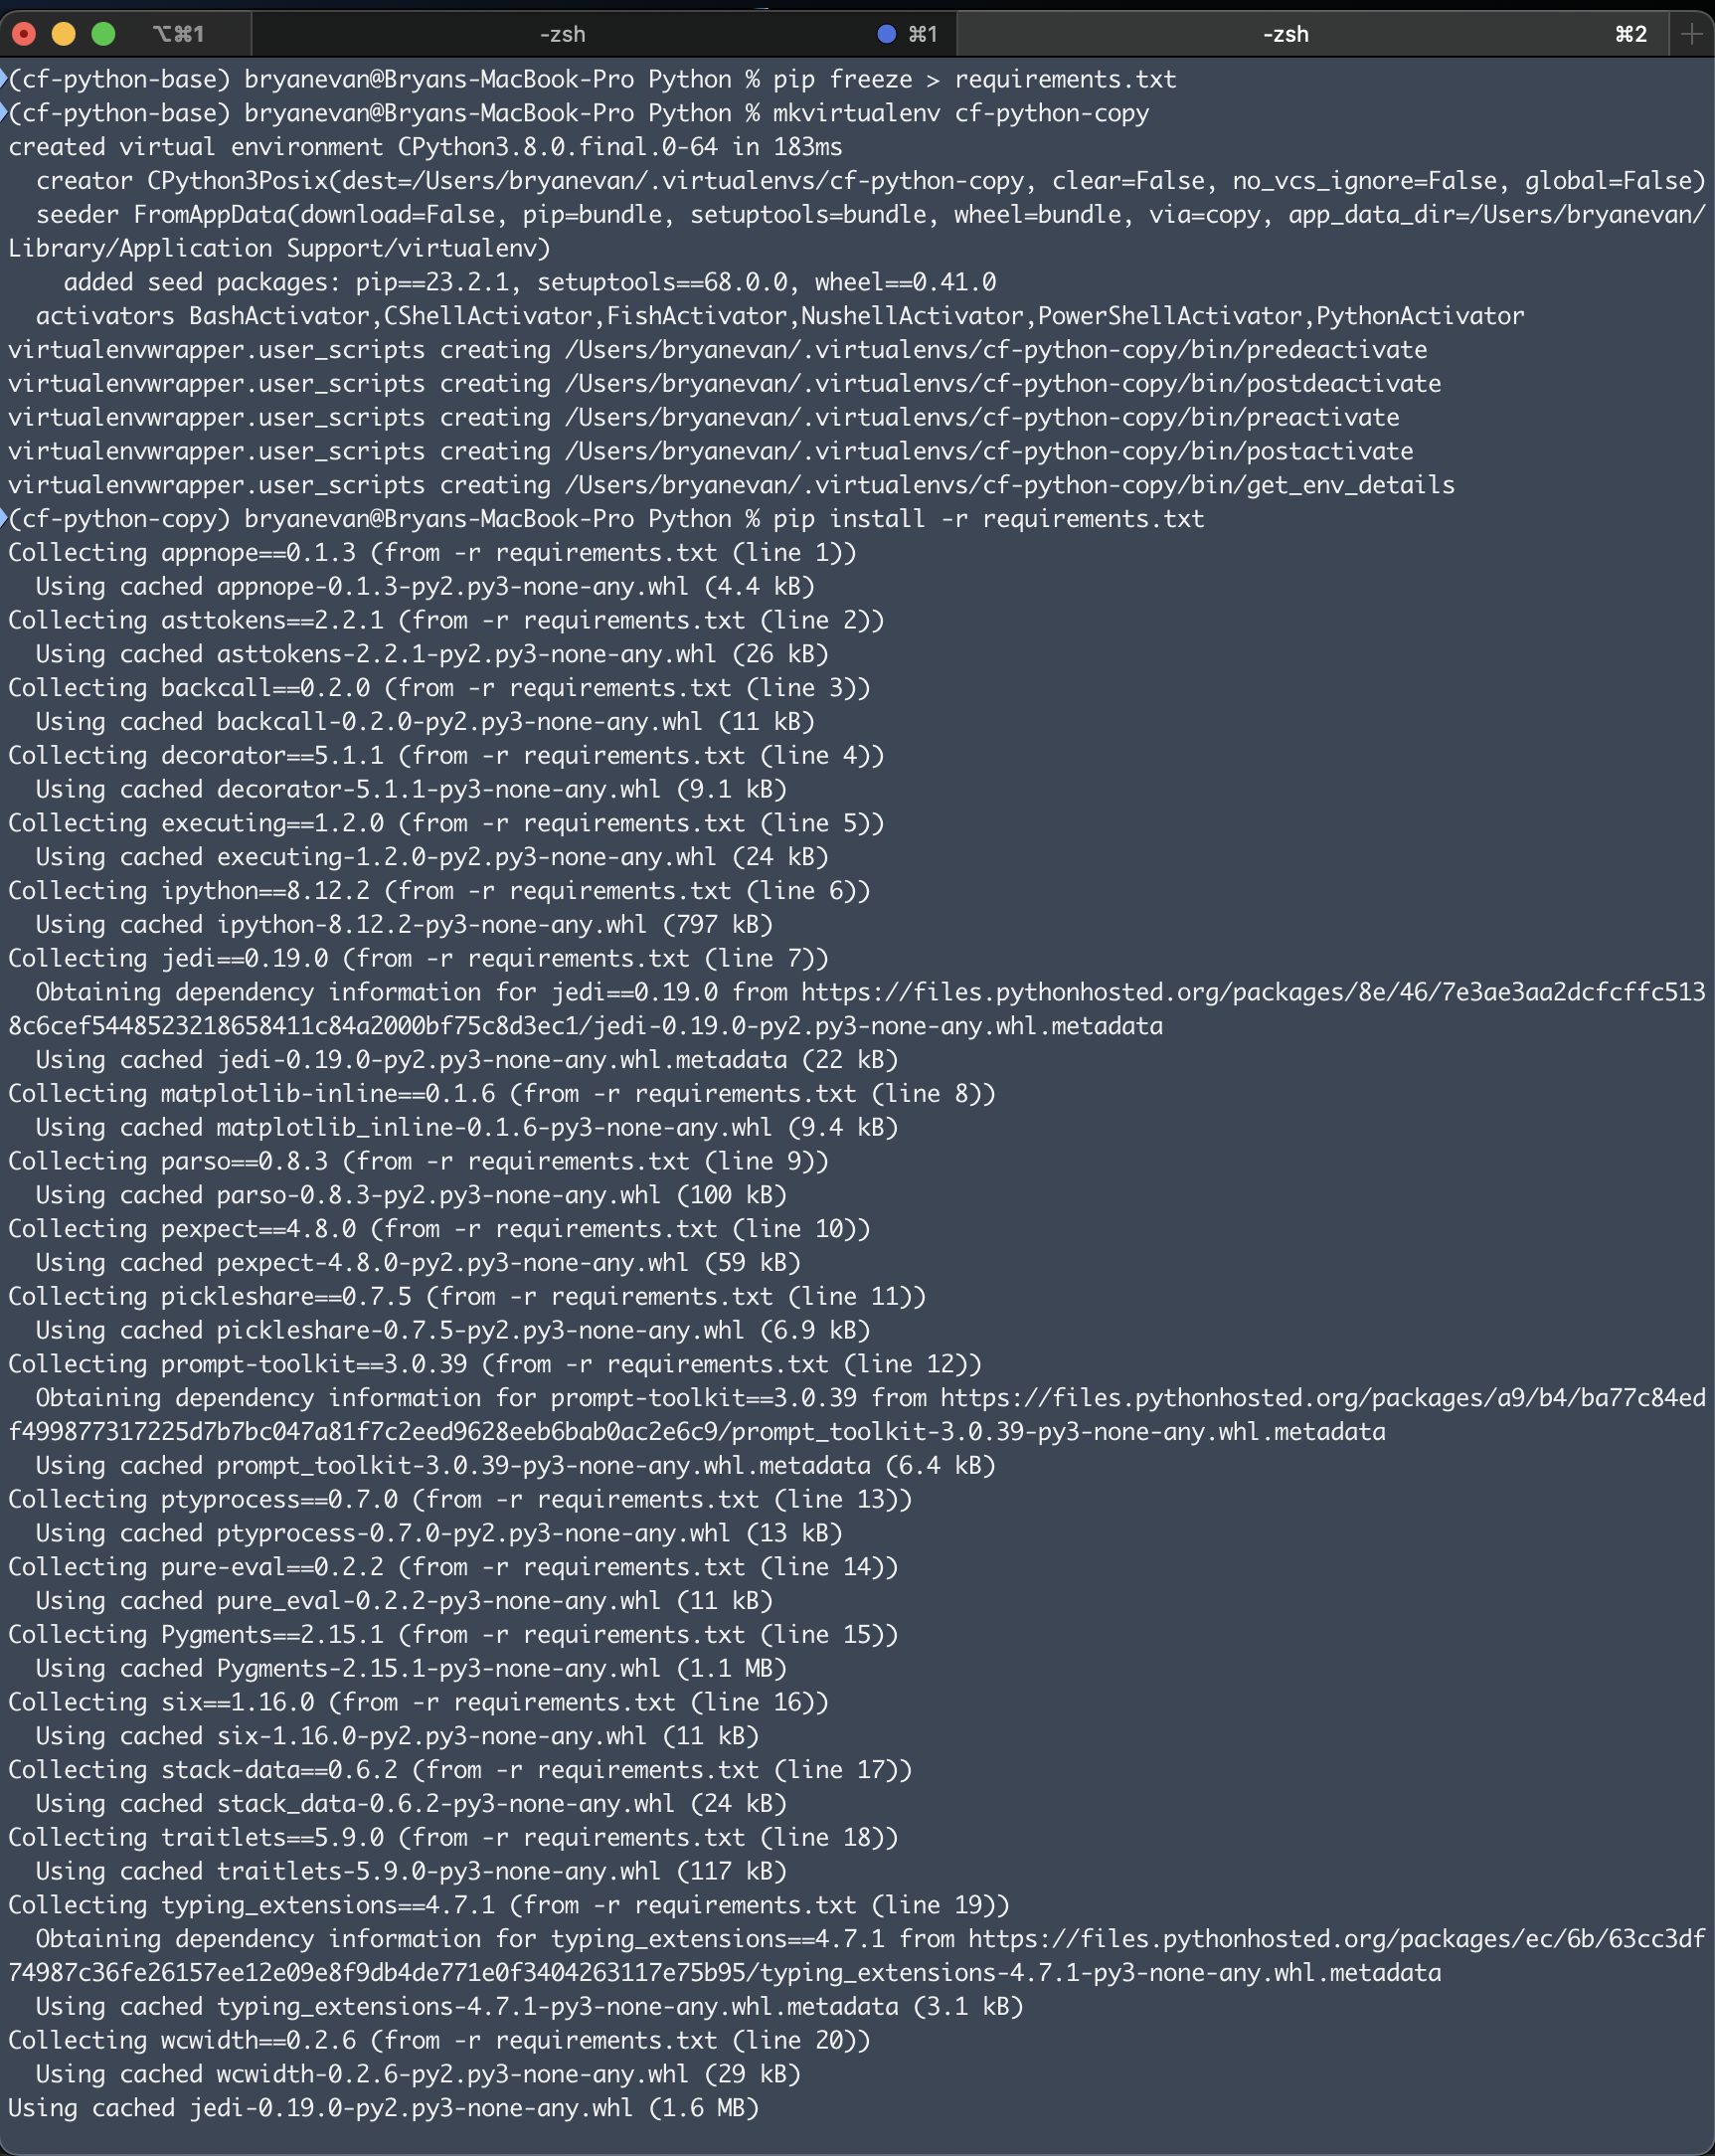 ⌥⌘1 -zsh ⌘1 -zsh ⌘2
(cf-python-base) bryanevan@Bryans-MacBook-Pro Python % pip freeze > requirements.txt
(cf-python-base) bryanevan@Bryans-MacBook-Pro Python % mkvirtualenv cf-python-copy
created virtual environment CPython3.8.0.final.0-64 in 183ms
  creator CPython3Posix(dest=/Users/bryanevan/.virtualenvs/cf-python-copy, clear=False, no_vcs_ignore=False, global=False)
  seeder FromAppData(download=False, pip=bundle, setuptools=bundle, wheel=bundle, via=copy, app_data_dir=/Users/bryanevan/
Library/Application Support/virtualenv)
    added seed packages: pip==23.2.1, setuptools==68.0.0, wheel==0.41.0
  activators BashActivator,CShellActivator,FishActivator,NushellActivator,PowerShellActivator,PythonActivator
virtualenvwrapper.user_scripts creating /Users/bryanevan/.virtualenvs/cf-python-copy/bin/predeactivate
virtualenvwrapper.user_scripts creating /Users/bryanevan/.virtualenvs/cf-python-copy/bin/postdeactivate
virtualenvwrapper.user_scripts creating /Users/bryanevan/.virtualenvs/cf-python-copy/bin/preactivate
virtualenvwrapper.user_scripts creating /Users/bryanevan/.virtualenvs/cf-python-copy/bin/postactivate
virtualenvwrapper.user_scripts creating /Users/bryanevan/.virtualenvs/cf-python-copy/bin/get_env_details
(cf-python-copy) bryanevan@Bryans-MacBook-Pro Python % pip install -r requirements.txt
Collecting appnope==0.1.3 (from -r requirements.txt (line 1))
  Using cached appnope-0.1.3-py2.py3-none-any.whl (4.4 kB)
Collecting asttokens==2.2.1 (from -r requirements.txt (line 2))
  Using cached asttokens-2.2.1-py2.py3-none-any.whl (26 kB)
Collecting backcall==0.2.0 (from -r requirements.txt (line 3))
  Using cached backcall-0.2.0-py2.py3-none-any.whl (11 kB)
Collecting decorator==5.1.1 (from -r requirements.txt (line 4))
  Using cached decorator-5.1.1-py3-none-any.whl (9.1 kB)
Collecting executing==1.2.0 (from -r requirements.txt (line 5))
  Using cached executing-1.2.0-py2.py3-none-any.whl (24 kB)
Collecting ipython==8.12.2 (from -r requirements.txt (line 6))
  Using cached ipython-8.12.2-py3-none-any.whl (797 kB)
Collecting jedi==0.19.0 (from -r requirements.txt (line 7))
  Obtaining dependency information for jedi==0.19.0 from https://files.pythonhosted.org/packages/8e/46/7e3ae3aa2dcfcffc513
8c6cef5448523218658411c84a2000bf75c8d3ec1/jedi-0.19.0-py2.py3-none-any.whl.metadata
  Using cached jedi-0.19.0-py2.py3-none-any.whl.metadata (22 kB)
Collecting matplotlib-inline==0.1.6 (from -r requirements.txt (line 8))
  Using cached matplotlib_inline-0.1.6-py3-none-any.whl (9.4 kB)
Collecting parso==0.8.3 (from -r requirements.txt (line 9))
  Using cached parso-0.8.3-py2.py3-none-any.whl (100 kB)
Collecting pexpect==4.8.0 (from -r requirements.txt (line 10))
  Using cached pexpect-4.8.0-py2.py3-none-any.whl (59 kB)
Collecting pickleshare==0.7.5 (from -r requirements.txt (line 11))
  Using cached pickleshare-0.7.5-py2.py3-none-any.whl (6.9 kB)
Collecting prompt-toolkit==3.0.39 (from -r requirements.txt (line 12))
  Obtaining dependency information for prompt-toolkit==3.0.39 from https://files.pythonhosted.org/packages/a9/b4/ba77c84ed
f499877317225d7b7bc047a81f7c2eed9628eeb6bab0ac2e6c9/prompt_toolkit-3.0.39-py3-none-any.whl.metadata
  Using cached prompt_toolkit-3.0.39-py3-none-any.whl.metadata (6.4 kB)
Collecting ptyprocess==0.7.0 (from -r requirements.txt (line 13))
  Using cached ptyprocess-0.7.0-py2.py3-none-any.whl (13 kB)
Collecting pure-eval==0.2.2 (from -r requirements.txt (line 14))
  Using cached pure_eval-0.2.2-py3-none-any.whl (11 kB)
Collecting Pygments==2.15.1 (from -r requirements.txt (line 15))
  Using cached Pygments-2.15.1-py3-none-any.whl (1.1 MB)
Collecting six==1.16.0 (from -r requirements.txt (line 16))
  Using cached six-1.16.0-py2.py3-none-any.whl (11 kB)
Collecting stack-data==0.6.2 (from -r requirements.txt (line 17))
  Using cached stack_data-0.6.2-py3-none-any.whl (24 kB)
Collecting traitlets==5.9.0 (from -r requirements.txt (line 18))
  Using cached traitlets-5.9.0-py3-none-any.whl (117 kB)
Collecting typing_extensions==4.7.1 (from -r requirements.txt (line 19))
  Obtaining dependency information for typing_extensions==4.7.1 from https://files.pythonhosted.org/packages/ec/6b/63cc3df
74987c36fe26157ee12e09e8f9db4de771e0f3404263117e75b95/typing_extensions-4.7.1-py3-none-any.whl.metadata
  Using cached typing_extensions-4.7.1-py3-none-any.whl.metadata (3.1 kB)
Collecting wcwidth==0.2.6 (from -r requirements.txt (line 20))
  Using cached wcwidth-0.2.6-py2.py3-none-any.whl (29 kB)
Using cached jedi-0.19.0-py2.py3-none-any.whl (1.6 MB)